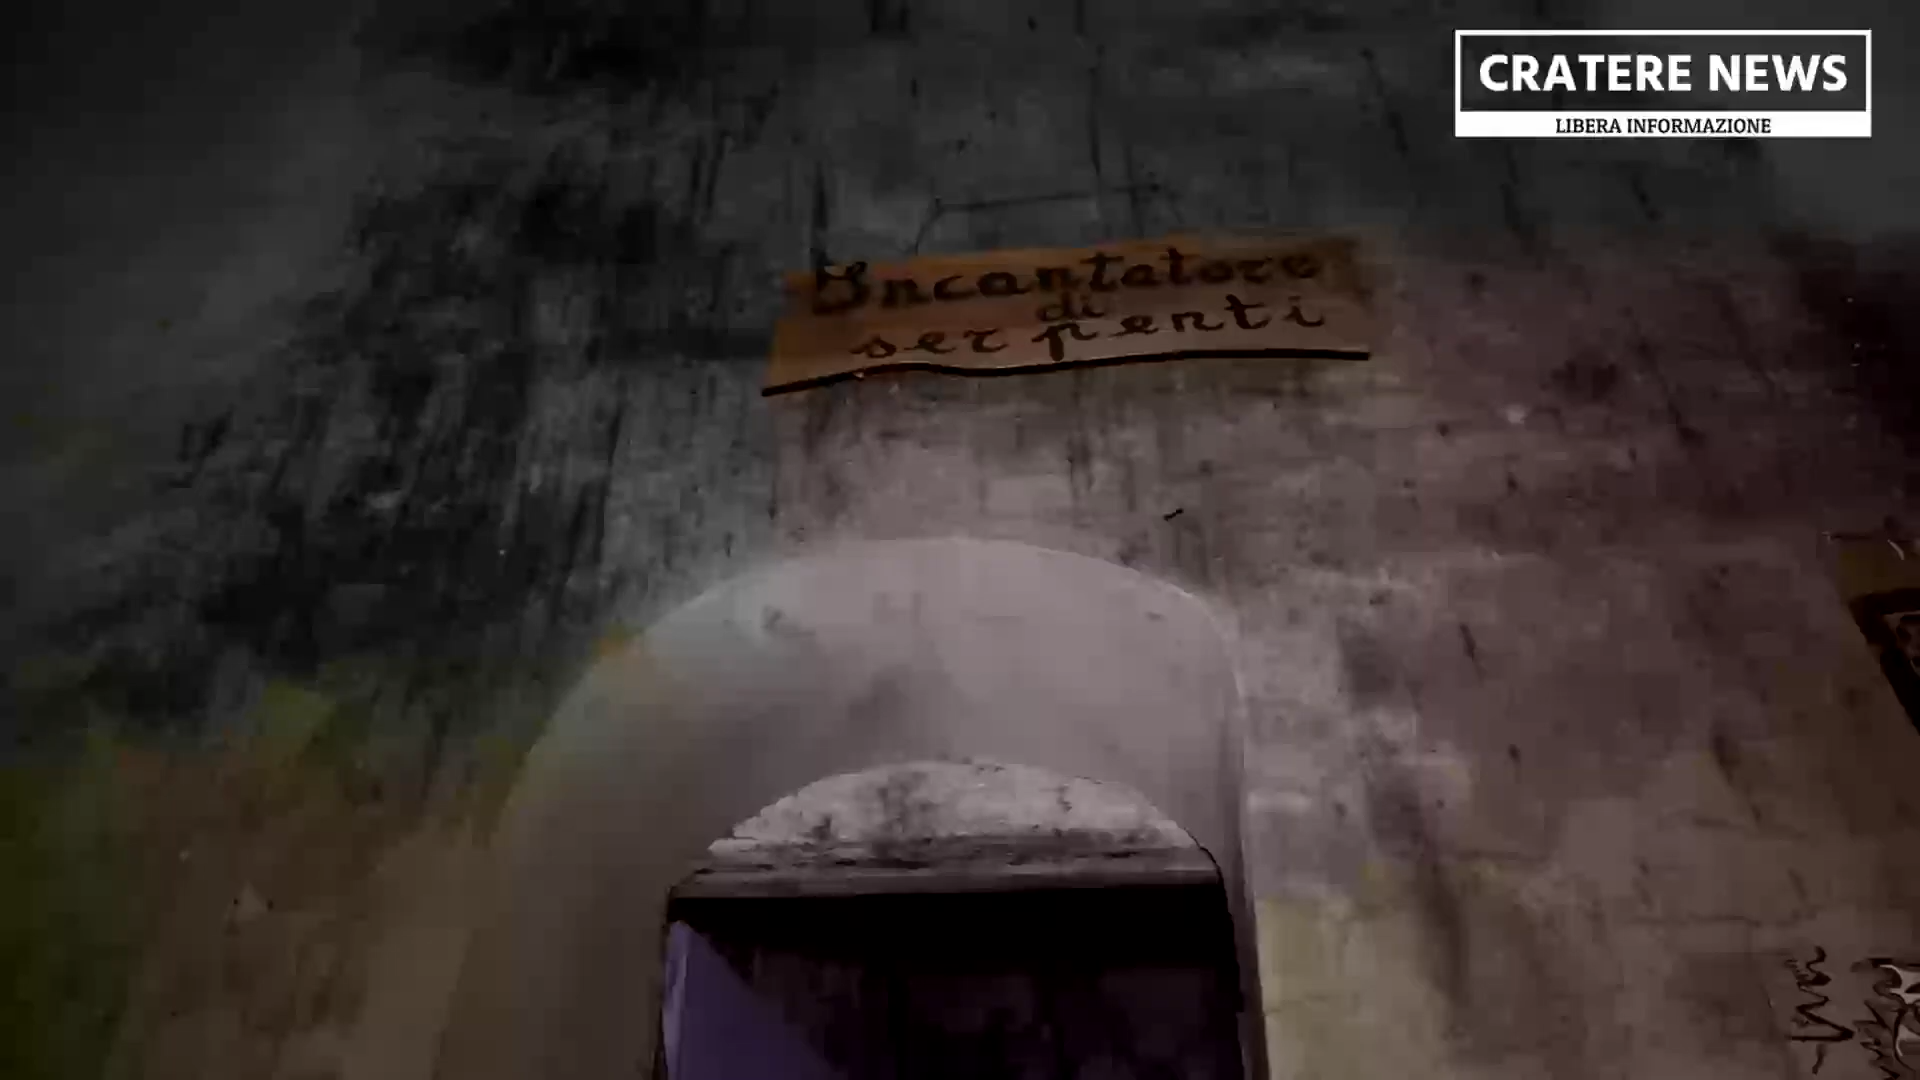 CRATERE NEWS
LIBERA INFORMAZIONE
Incantatore
di
serpenti